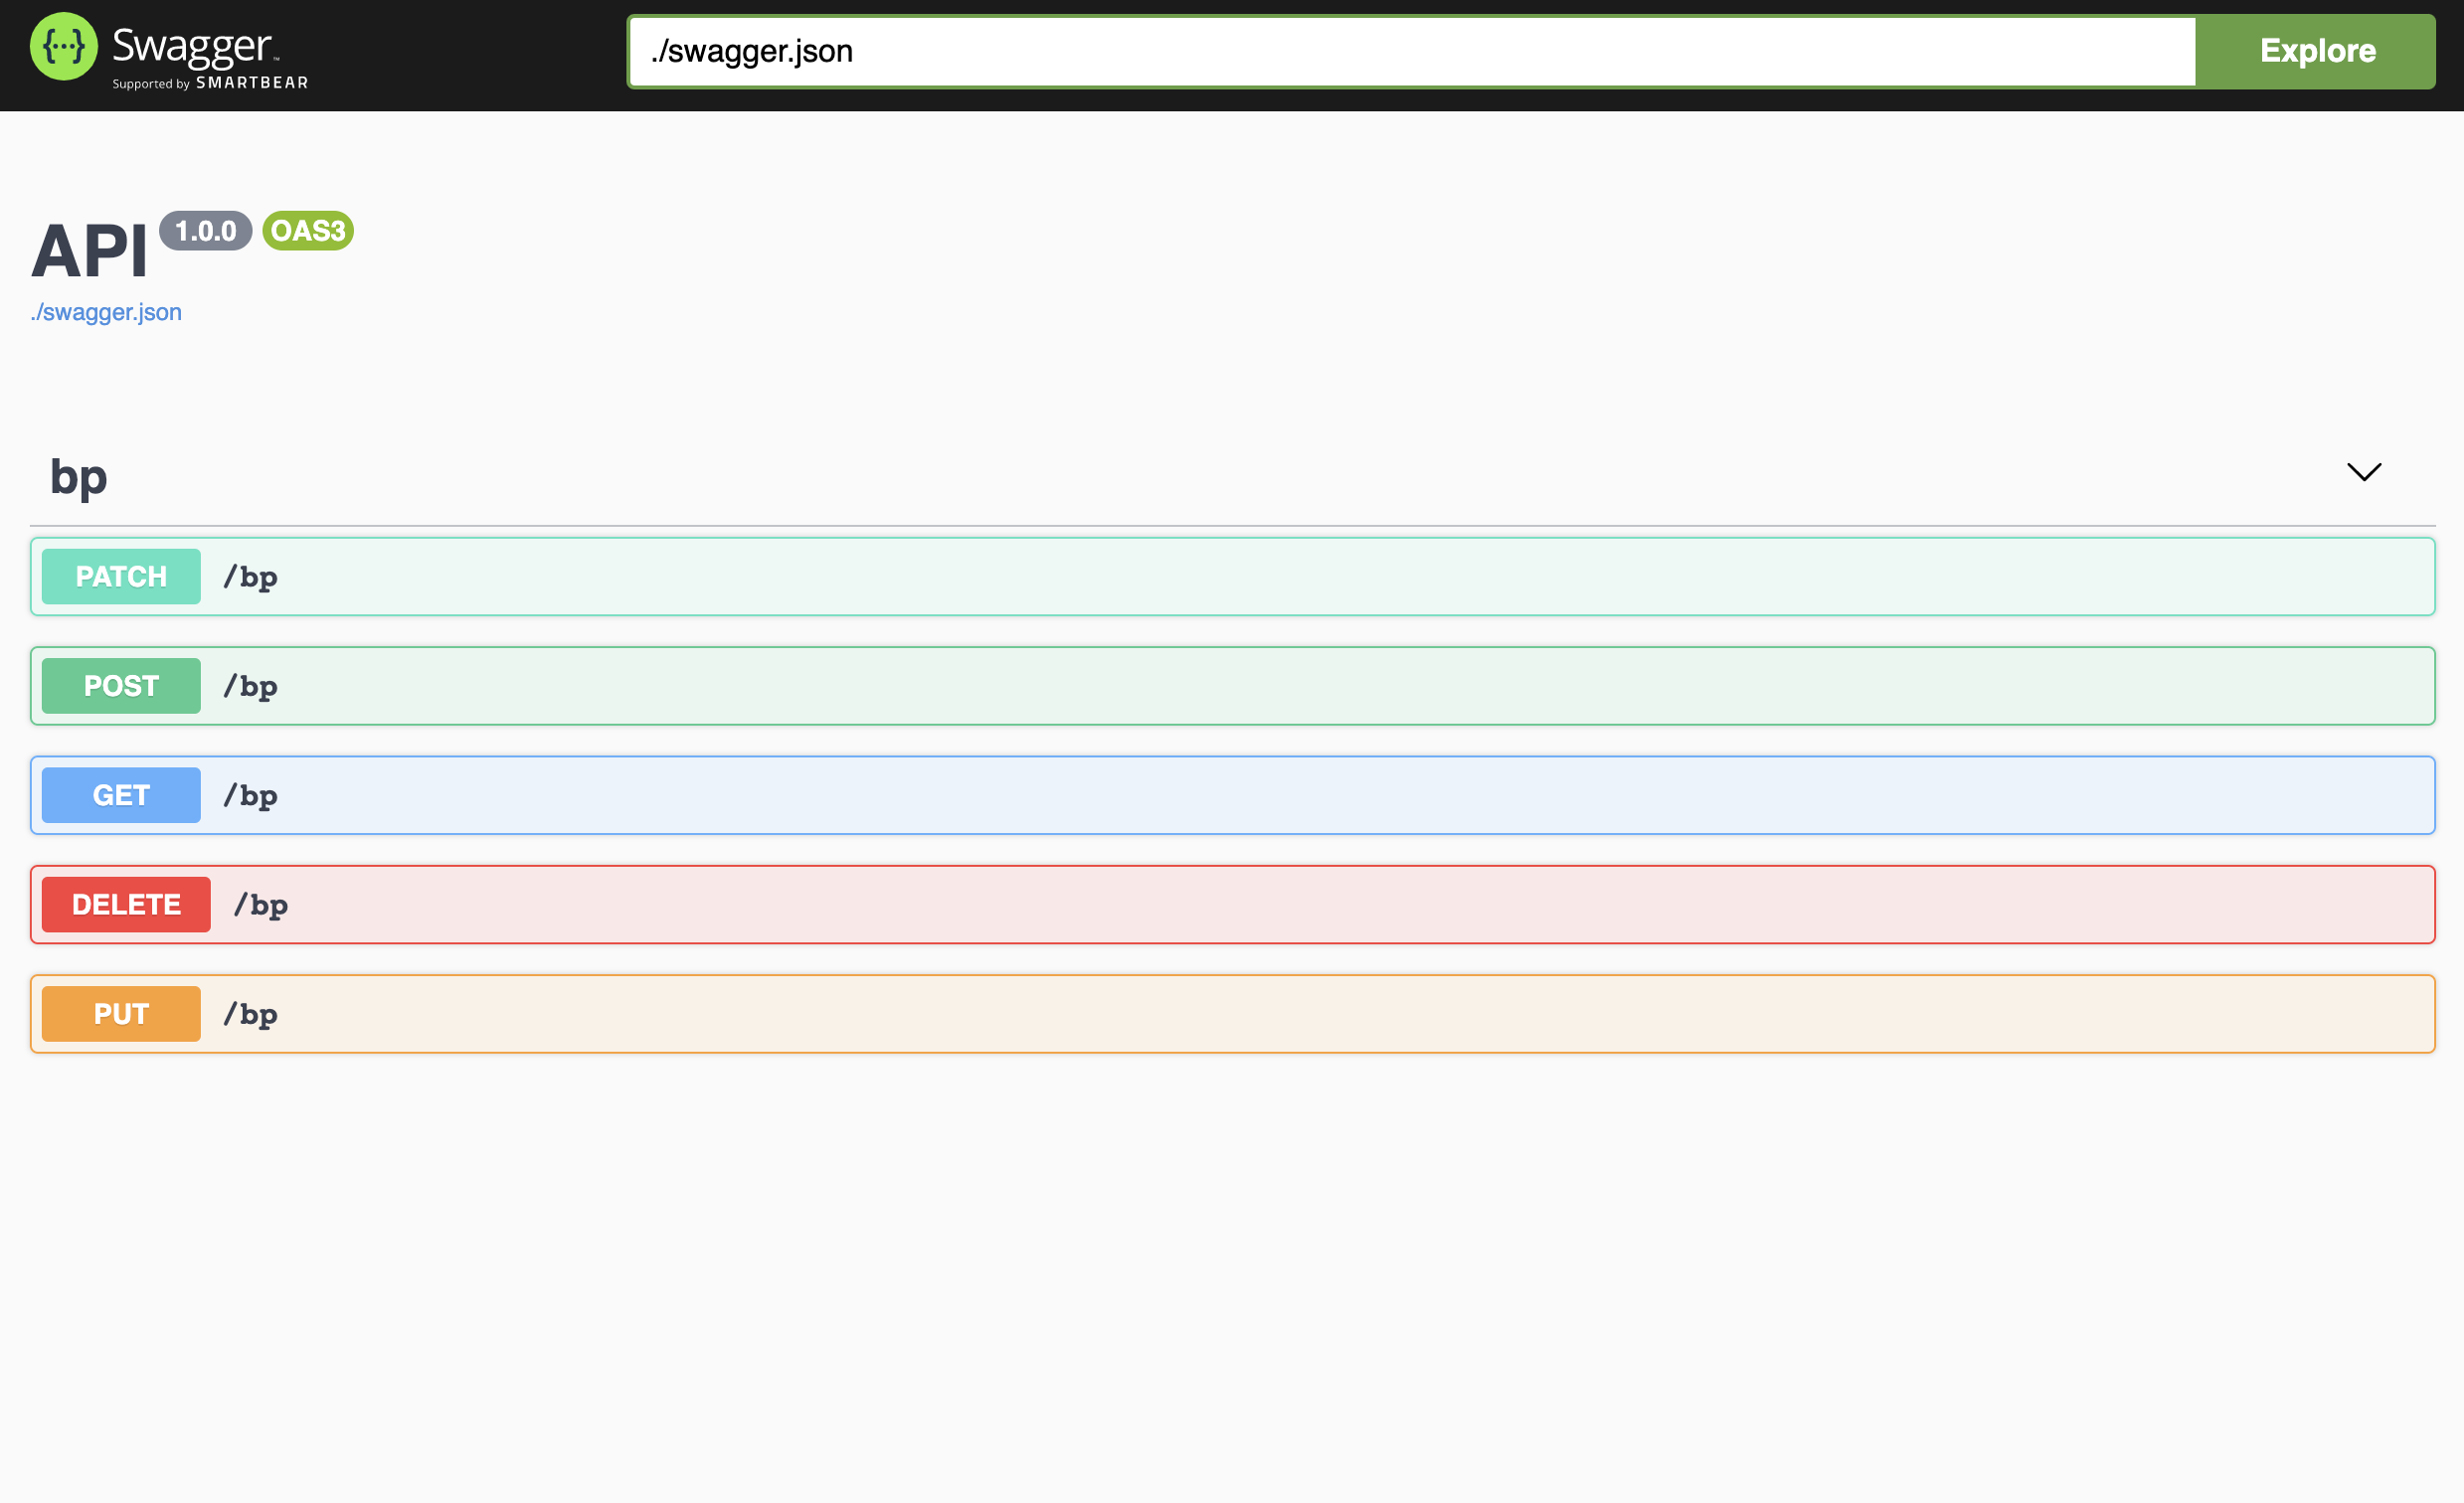 {...} Swagger™
Supported by SMARTBEAR
./swagger.json
Explore
API 1.0.0 OAS3
./swagger.json
bp
PATCH /bp
POST /bp
GET /bp
DELETE /bp
PUT /bp